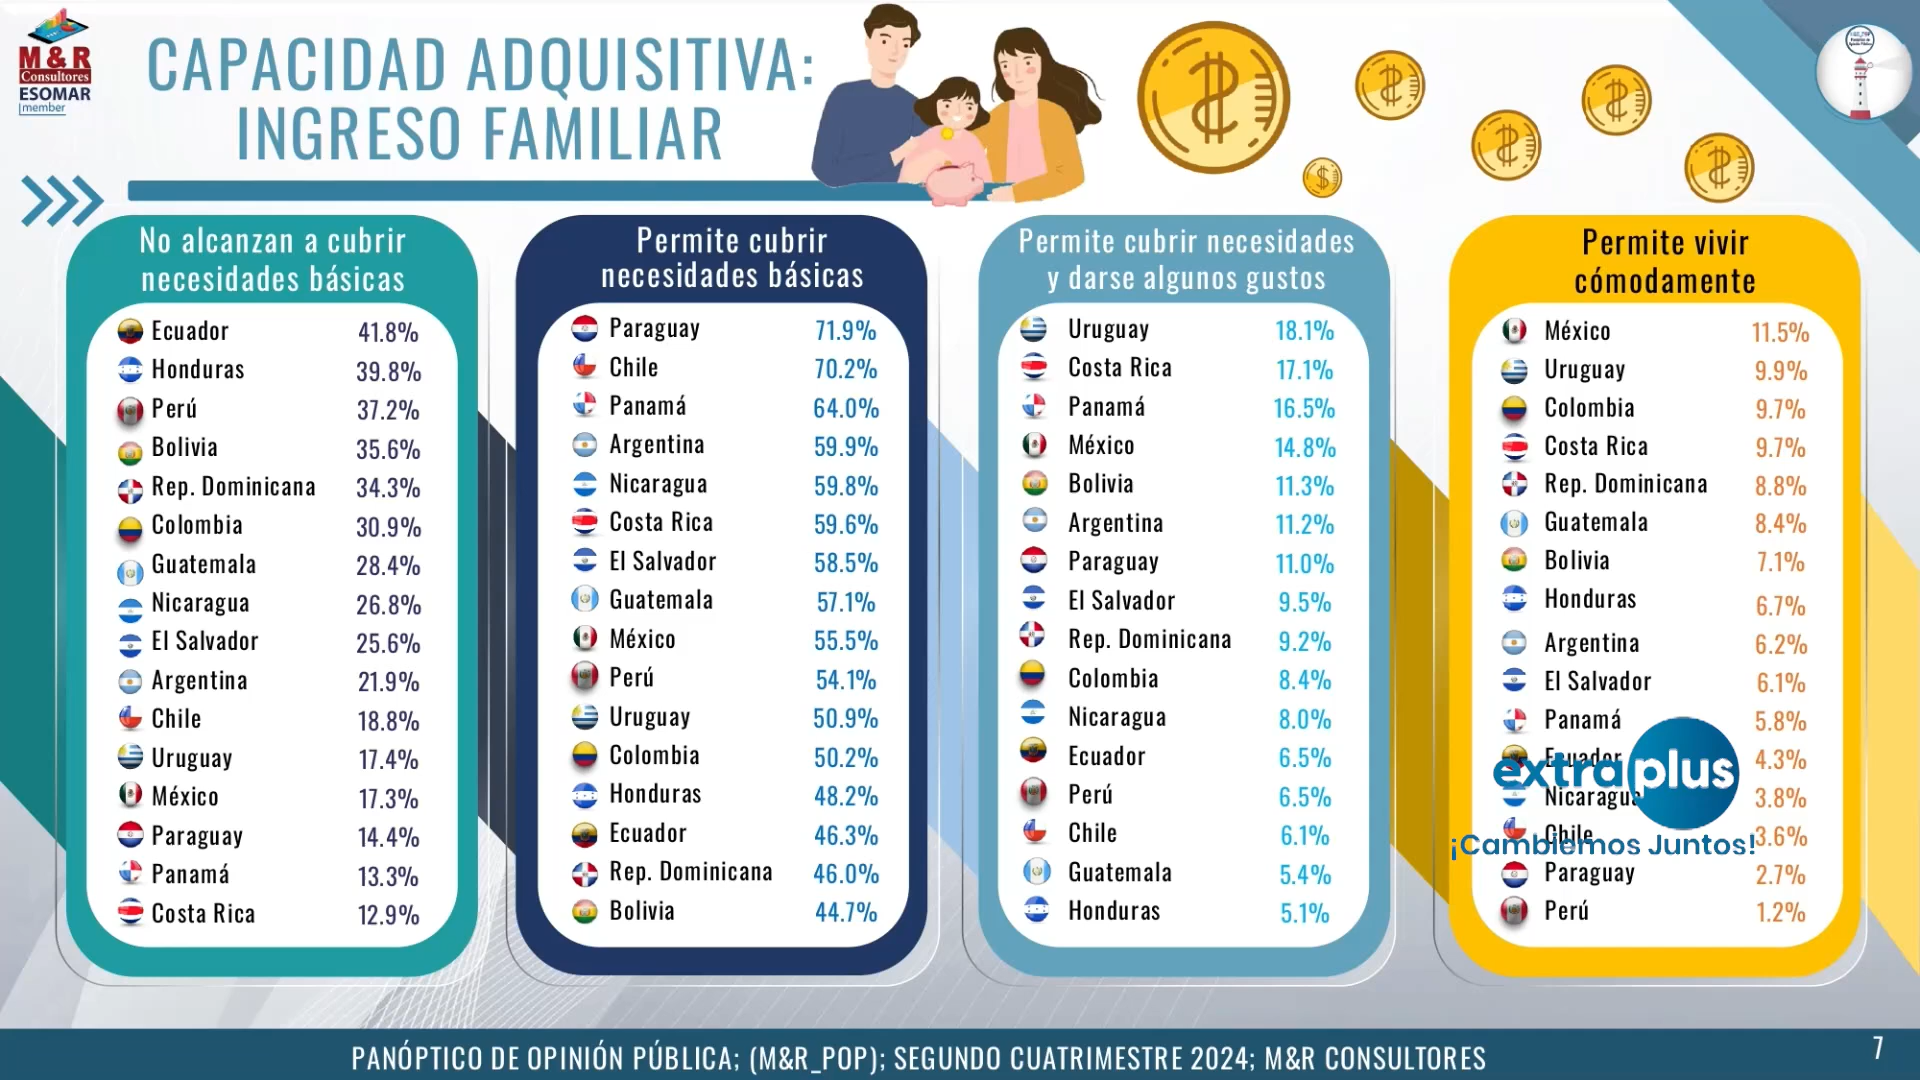 M&R
Consultores
ESOMAR
member
CAPACIDAD ADQUISITIVA:
INGRESO FAMILIAR
No alcanzan a cubrir
necesidades básicas
Ecuador 41.8%
Honduras 39.8%
Perú 37.2%
Bolivia 35.6%
Rep. Dominicana 34.3%
Colombia 30.9%
Guatemala 28.4%
Nicaragua 26.8%
El Salvador 25.6%
Argentina 21.9%
Chile 18.8%
Uruguay 17.4%
México 17.3%
Paraguay 14.4%
Panamá 13.3%
Costa Rica 12.9%
Permite cubrir
necesidades básicas
Paraguay 71.9%
Chile 70.2%
Panamá 64.0%
Argentina 59.9%
Nicaragua 59.8%
Costa Rica 59.6%
El Salvador 58.5%
Guatemala 57.1%
México 55.5%
Perú 54.1%
Uruguay 50.9%
Colombia 50.2%
Honduras 48.2%
Ecuador 46.3%
Rep. Dominicana 46.0%
Bolivia 44.7%
Permite cubrir necesidades
y darse algunos gustos
Uruguay 18.1%
Costa Rica 17.1%
Panamá 16.5%
México 14.8%
Bolivia 11.3%
Argentina 11.2%
Paraguay 11.0%
El Salvador 9.5%
Rep. Dominicana 9.2%
Colombia 8.4%
Nicaragua 8.0%
Ecuador 6.5%
Perú 6.5%
Chile 6.1%
Guatemala 5.4%
Honduras 5.1%
Permite vivir
cómodamente
México 11.5%
Uruguay 9.9%
Colombia 9.7%
Costa Rica 9.7%
Rep. Dominicana 8.8%
Guatemala 8.4%
Bolivia 7.1%
Honduras 6.7%
Argentina 6.2%
El Salvador 6.1%
Panamá 5.8%
Ecuador 4.3%
Nicaragua 3.8%
Chile 3.6%
Paraguay 2.7%
Perú 1.2%
extraplus
¡Cambiemos Juntos!
PANÓPTICO DE OPINIÓN PÚBLICA; (M&R_POP); SEGUNDO CUATRIMESTRE 2024; M&R CONSULTORES
7